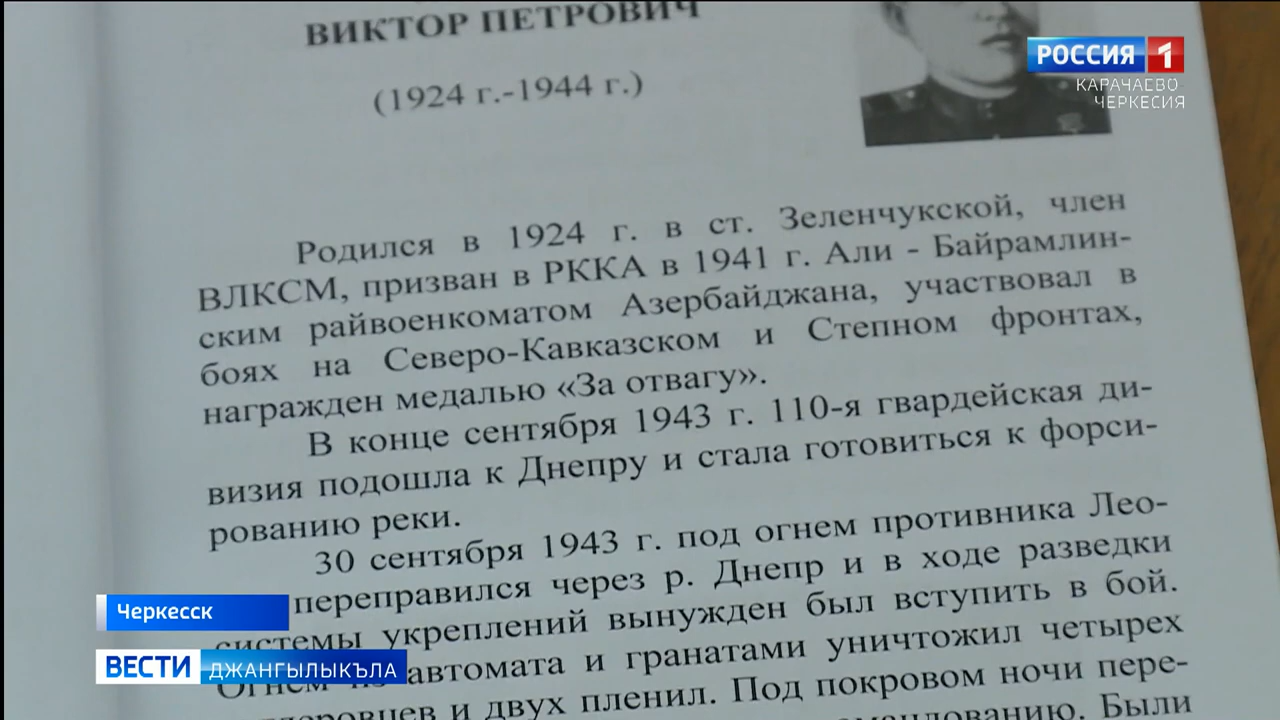 ВИКТОР ПЕТРОВИЧ
(1924 г.-1944 г.)
РОССИЯ 1
КАРАЧАЕВО
ЧЕРКЕСИЯ
Родился в 1924 г. в ст. Зеленчукской, член
ВЛКСМ, призван в РККА в 1941 г. Али - Байрамлин-
ским райвоенкоматом Азербайджана, участвовал в
боях на Северо-Кавказском и Степном фронтах,
награжден медалью «За отвагу».
В конце сентября 1943 г. 110-я гвардейская ди-
визия подошла к Днепру и стала готовиться к форси-
рованию реки.
30 сентября 1943 г. под огнем противника Лео-
переправился через р. Днепр и в ходе разведки
системы укреплений вынужден был вступить в бой.
Огнем из автомата и гранатами уничтожил четырех
и двух пленил. Под покровом ночи пере-
Были
Черкесск
ВЕСТИ ДЖАНГЫЛЫКЪЛА